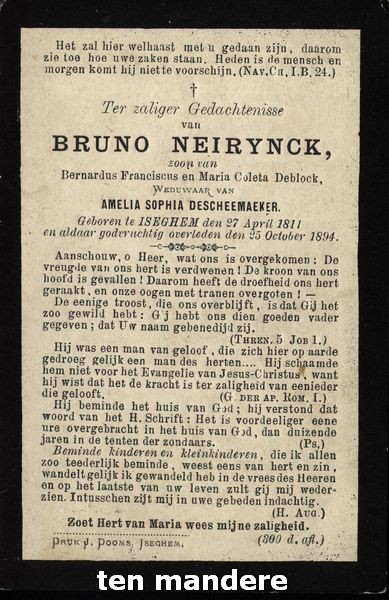 Het zal hier welhaast met u gedaan zijn, daarom
zie toe hoe uwe zaken staan. Heden is de mensch en
morgen komt hij niet te voorschijn. (Nav. CH. I. B, 24.)
†
Ter zaliger Gedachtenisse
van
BRUNO NEIRYNCK,
zoon van
Bernardus Franciscus en Maria Coleta Deblock,
WEDUWAAR VAN
AMELIA SOPHIA DESCHEEMAEKER.
Geboren te ISEGHEM den 27 April 1811
en aldaar godvruchtig overleden den 25 October 1894.
Aanschouw, o Heer, wat ons is overgekomen: De
vreugde van ons hert is verdwenen! De kroon van ons
hoofd is gevallen! Daarom heeft de droefheid ons hert
geraakt, en onze oogen met tranen overgoten! —
De eenige troost, die ons overblijft, is dat Gij het
zoo gewild hebt: Gij hebt ons dien goeden vader
gegeven; dat Uw naam gebenedijd zij.
(THREN. 5 JOB 1.)
Hij was een man van geloof, die zich hier op aarde
gedroeg gelijk een man des herten.... Hij schaamde
hem niet voor het Evangelie van Jesus-Christus, want
hij wist dat het de kracht is ter zaligheid van eenieder
die gelooft. (G. DER AP. ROM. I.)
Hij beminde het huis van God; hij verstond dat
woord van het H. Schrift: Het is voordeeliger eene
ure overgebracht in het huis van God, dan duizende
jaren in de tenten der zondaars. (Ps.)
Beminde kinderen en kleinkinderen, die ik allen
zoo teederlijk beminde, weest eens van hert en zin,
wandelt gelijk ik gewandeld heb in de vrees des Heeren
en op het laatste van uw leven zult gij mij weder-
zien. Intusschen zijt mij in uwe gebeden indachtig.
(H. AUG.)
Zoet Hert van Maria wees mijne zaligheid.
DRUK J. DOOMS, ISEGHEM. (300 d. afl.)
ten mandere